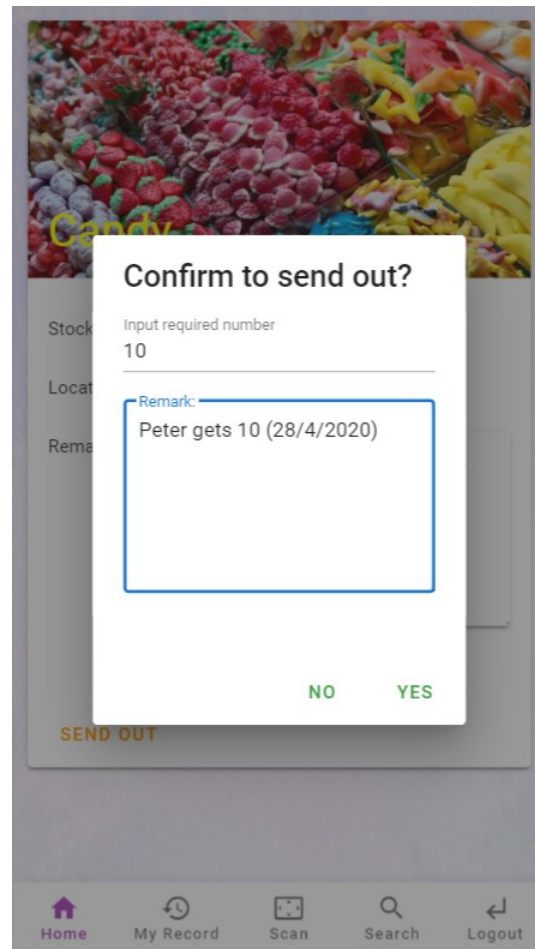 Candy
Confirm to send out?
Stock
Input required number
10
Locat
Remark:
Peter gets 10 (28/4/2020)
Rema
NO YES
SEND OUT
Home My Record Scan Search Logout